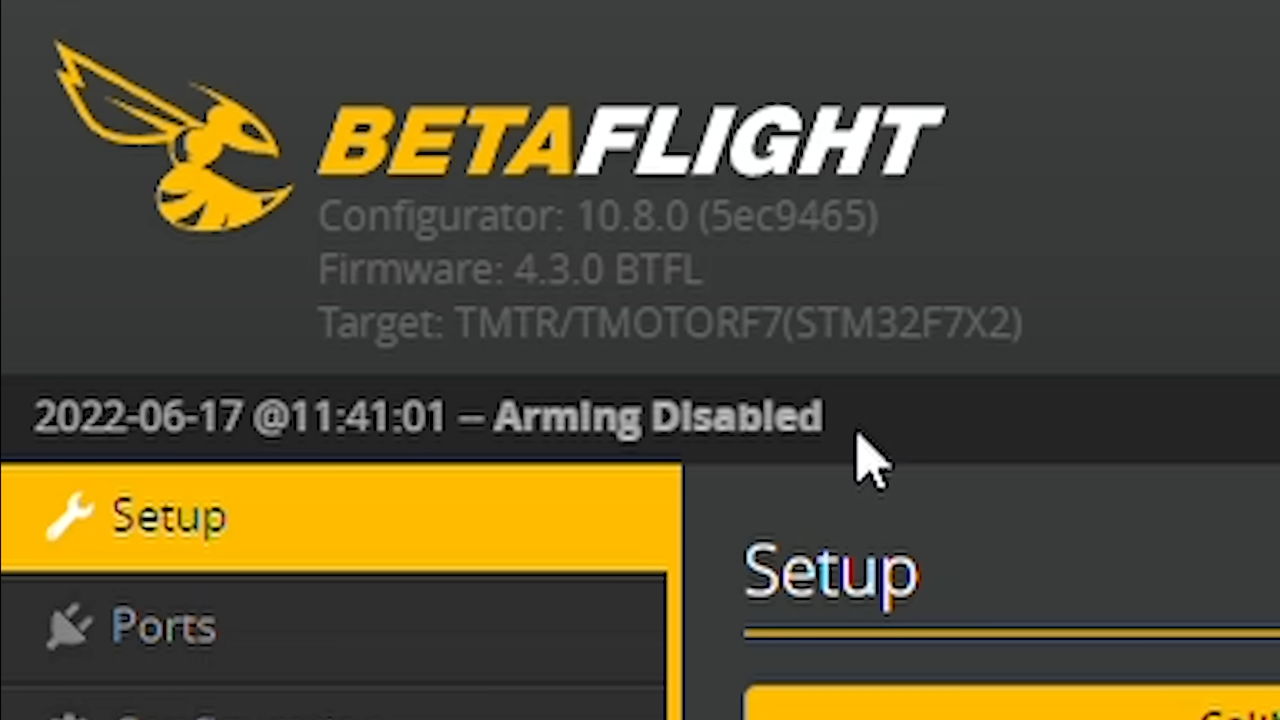 BETAFLIGHT
Configurator: 10.8.0 (5ec9465)
Firmware: 4.3.0 BTFL
Target: TMTR/TMOTORF7(STM32F7X2)
2022-06-17 @11:41:01 – Arming Disabled
Setup
Setup
Ports